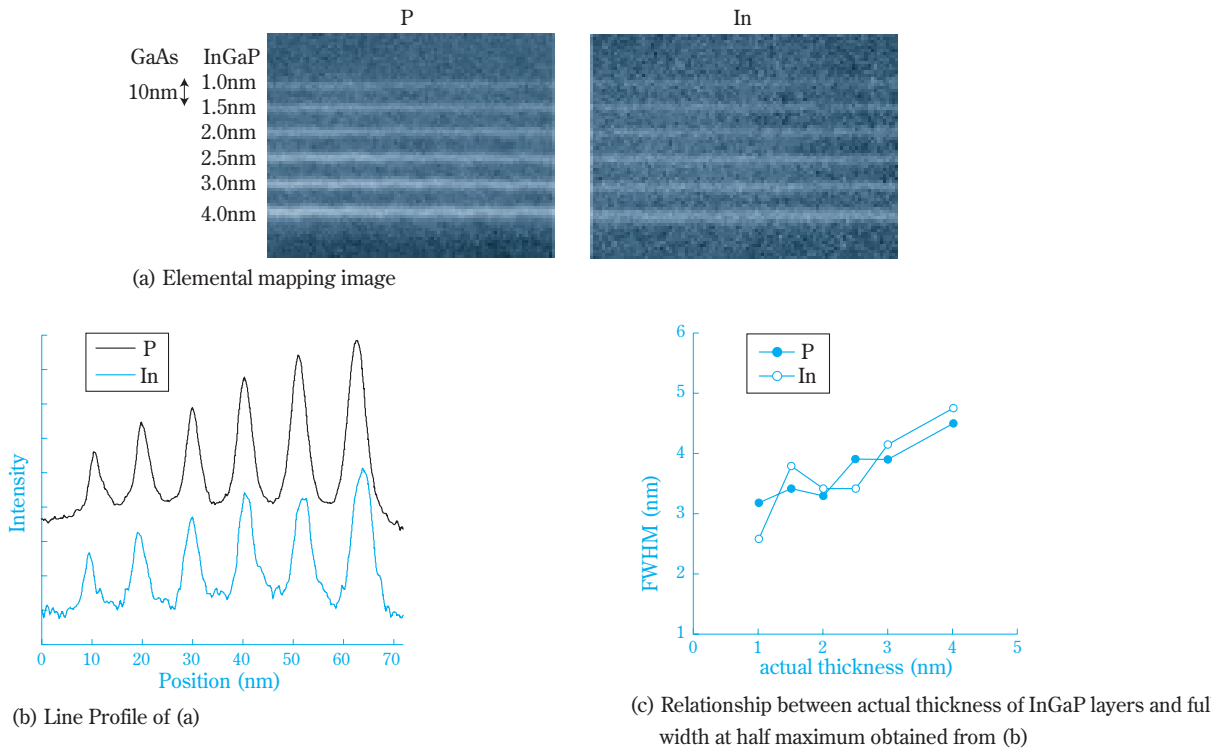 P
In
GaAs
InGaP
10nm
1.0nm
1.5nm
2.0nm
2.5nm
3.0nm
4.0nm
(a) Elemental mapping image
P
In
Intensity
0
10
20
30
40
50
60
70
Position (nm)
(b) Line Profile of (a)
6
5
4
3
2
1
P
In
FWHM (nm)
0
1
2
3
4
5
actual thickness (nm)
(c) Relationship between actual thickness of InGaP layers and ful
width at half maximum obtained from (b)